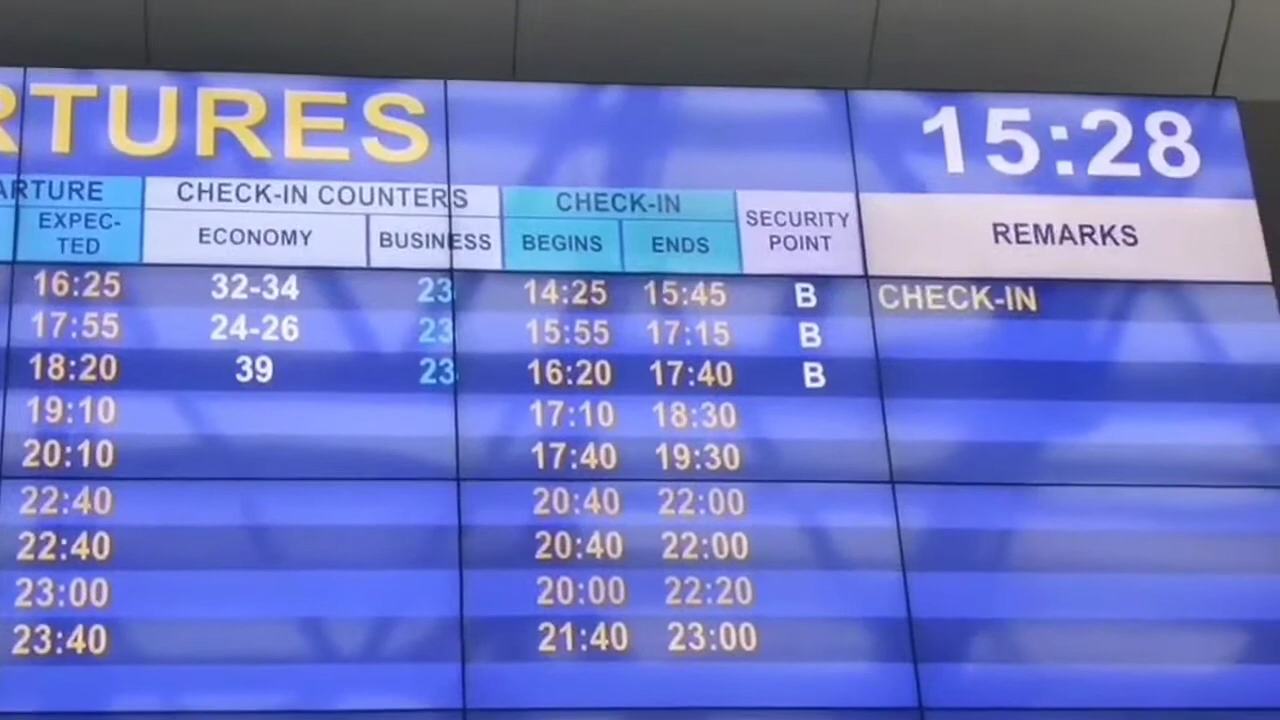 RTURES 15:28
ARTURE CHECK-IN COUNTERS CHECK-IN SECURITY POINT REMARKS
EXPEC-TED ECONOMY BUSINESS BEGINS ENDS
16:25 32-34 23 14:25 15:45 B CHECK-IN
17:55 24-26 23 15:55 17:15 B
18:20 39 23 16:20 17:40 B
19:10 17:10 18:30
20:10 17:40 19:30
22:40 20:40 22:00
22:40 20:40 22:00
23:00 20:00 22:20
23:40 21:40 23:00